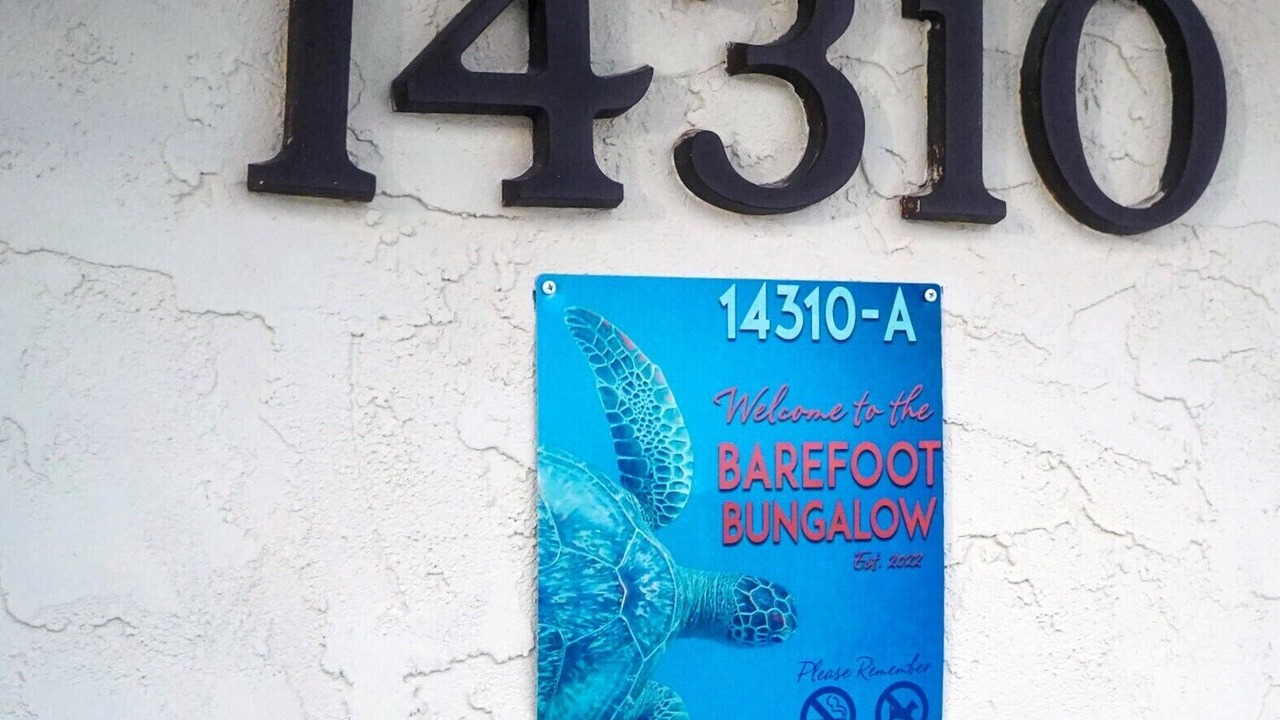 14310
14310-A
Welcome to the
BAREFOOT
BUNGALOW
Est. 2022
Please Remember